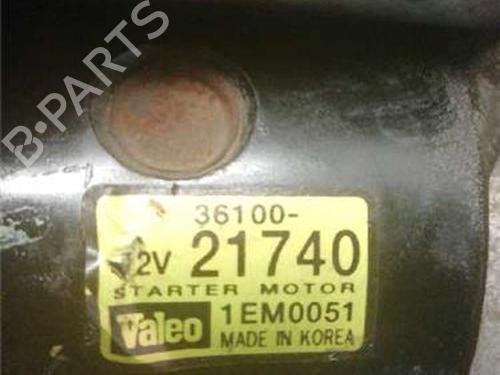 B-PARTS
36100-
12V 21740
STARTER MOTOR
Valeo 1EM0051
MADE IN KOREA